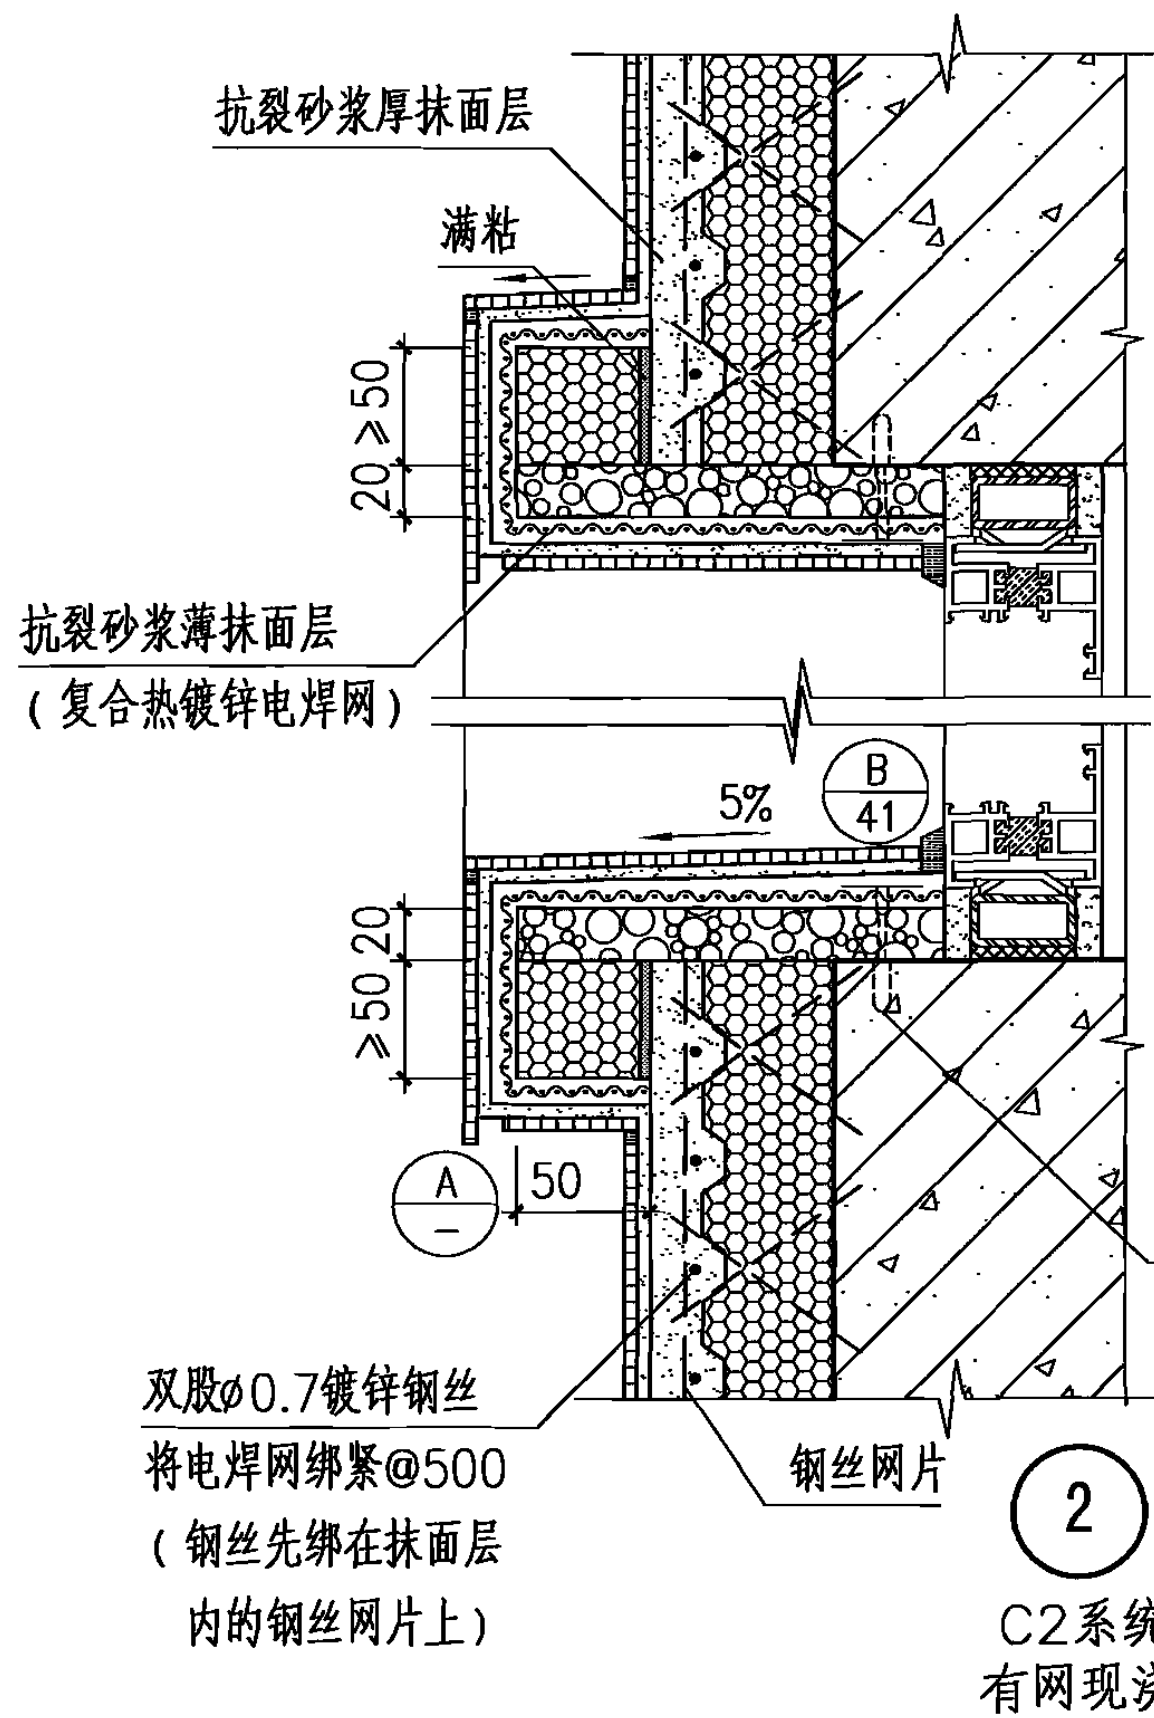 抗裂砂浆厚抹面层
满粘
≥50
20
抗裂砂浆薄抹面层
(复合热镀锌电焊网)
B
41
5%
20
≥50
A
–
50
双股ø0.7镀锌钢丝
将电焊网绑紧@500
(钢丝先绑在抹面层
内的钢丝网片上)
钢丝网片
2
C2系统
有网现浇